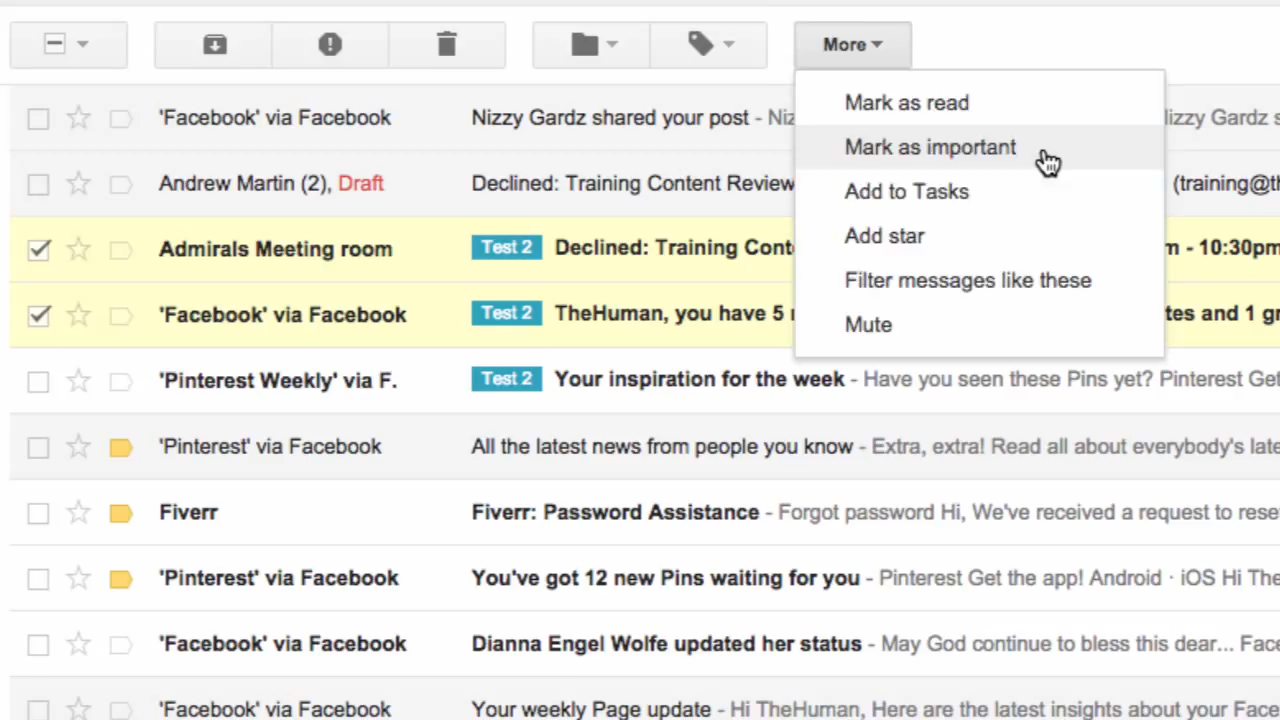 More
Mark as read
Mark as important
Add to Tasks
Add star
Filter messages like these
Mute
'Facebook' via Facebook Nizzy Gardz shared your post - Niz lizzy Gardz s
Andrew Martin (2), Draft Declined: Training Content Review (training@th
Admirals Meeting room Test 2 Declined: Training Cont m - 10:30pm
'Facebook' via Facebook Test 2 TheHuman, you have 5 tes and 1 gr
'Pinterest Weekly' via F. Test 2 Your inspiration for the week - Have you seen these Pins yet? Pinterest Get
'Pinterest' via Facebook All the latest news from people you know - Extra, extra! Read all about everybody's late
Fiverr Fiverr: Password Assistance - Forgot password Hi, We've received a request to rese
'Pinterest' via Facebook You've got 12 new Pins waiting for you - Pinterest Get the app! Android · iOS Hi The
'Facebook' via Facebook Dianna Engel Wolfe updated her status - May God continue to bless this dear... Face
'Facebook' via Facebook Your weekly Page update - Hi TheHuman, Here are the latest insights about your F